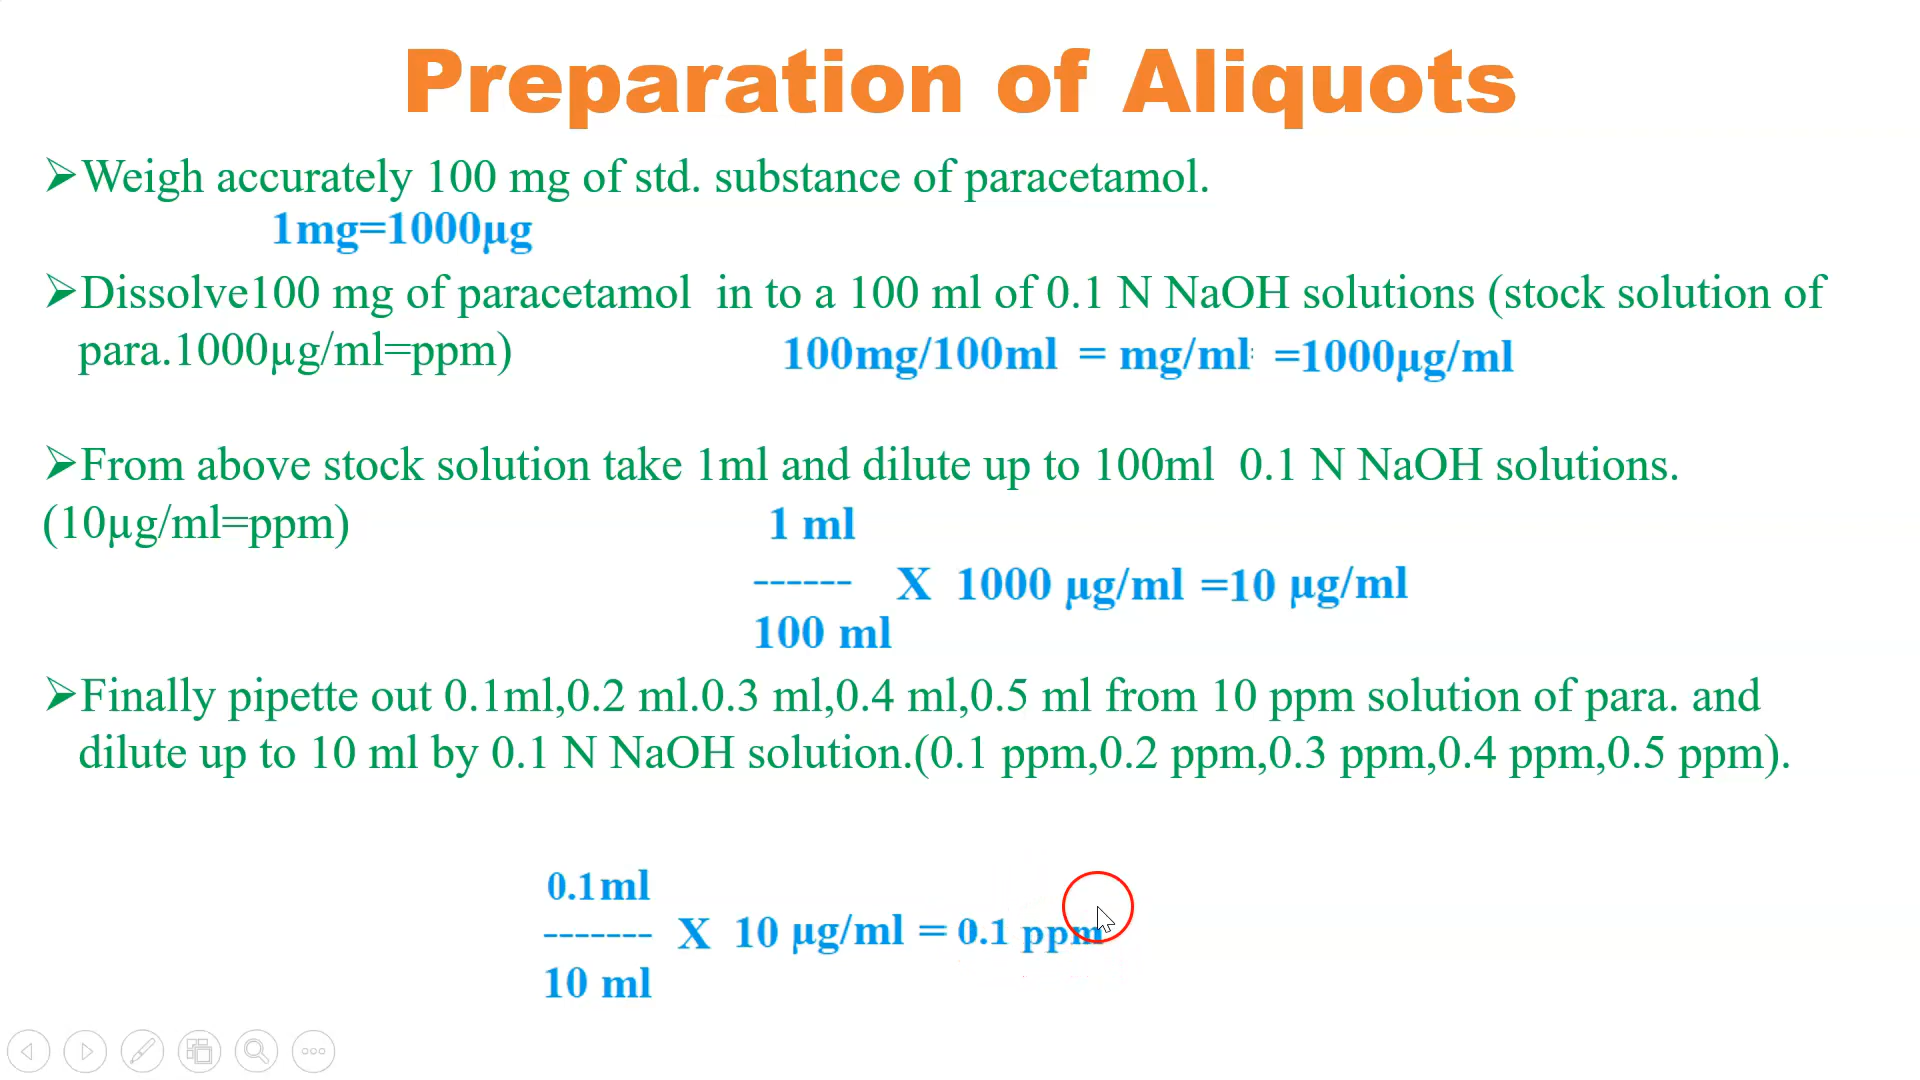 Preparation of Aliquots
➢Weigh accurately 100 mg of std. substance of paracetamol.
1mg=1000µg
➢Dissolve100 mg of paracetamol in to a 100 ml of 0.1 N NaOH solutions (stock solution of
para.1000µg/ml=ppm)
100mg/100ml = mg/ml =1000µg/ml
➢From above stock solution take 1ml and dilute up to 100ml 0.1 N NaOH solutions.
(10µg/ml=ppm)
1 ml
------ X 1000 µg/ml =10 µg/ml
100 ml
➢Finally pipette out 0.1ml,0.2 ml.0.3 ml,0.4 ml,0.5 ml from 10 ppm solution of para. and
dilute up to 10 ml by 0.1 N NaOH solution.(0.1 ppm,0.2 ppm,0.3 ppm,0.4 ppm,0.5 ppm).
0.1ml
------- X 10 µg/ml = 0.1 ppm
10 ml